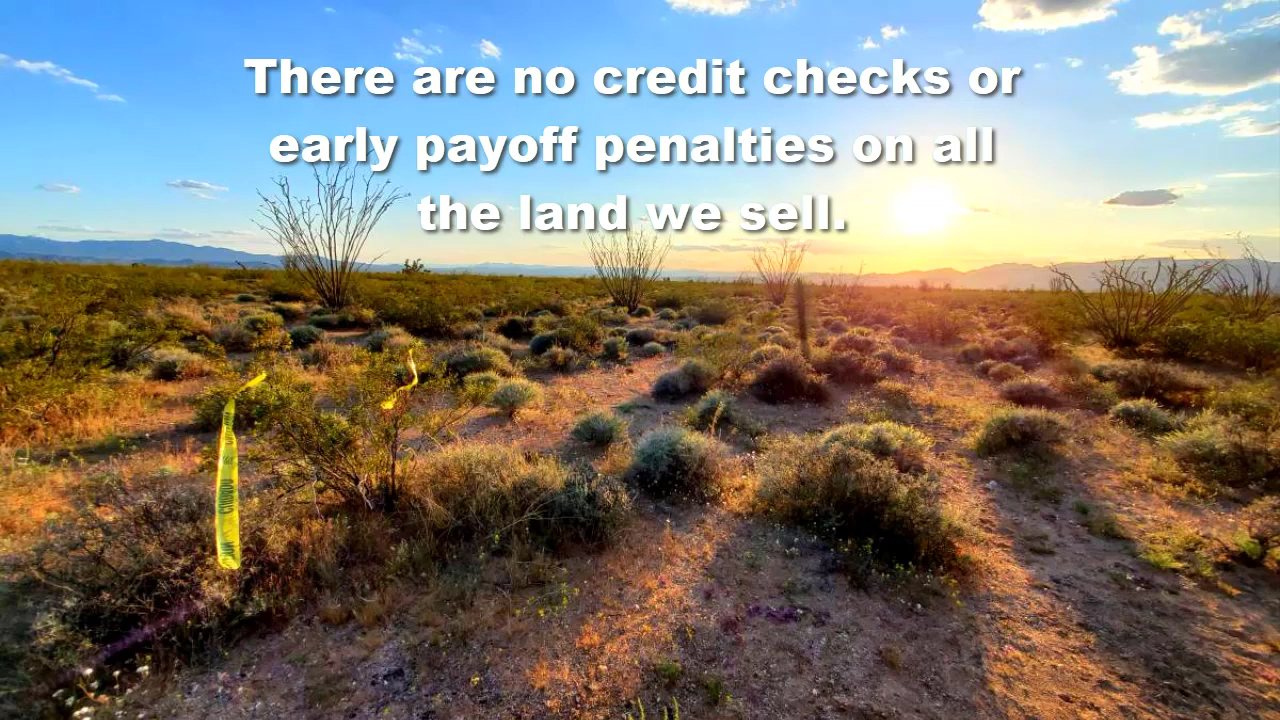 There are no credit checks or
early payoff penalties on all
the land we sell.